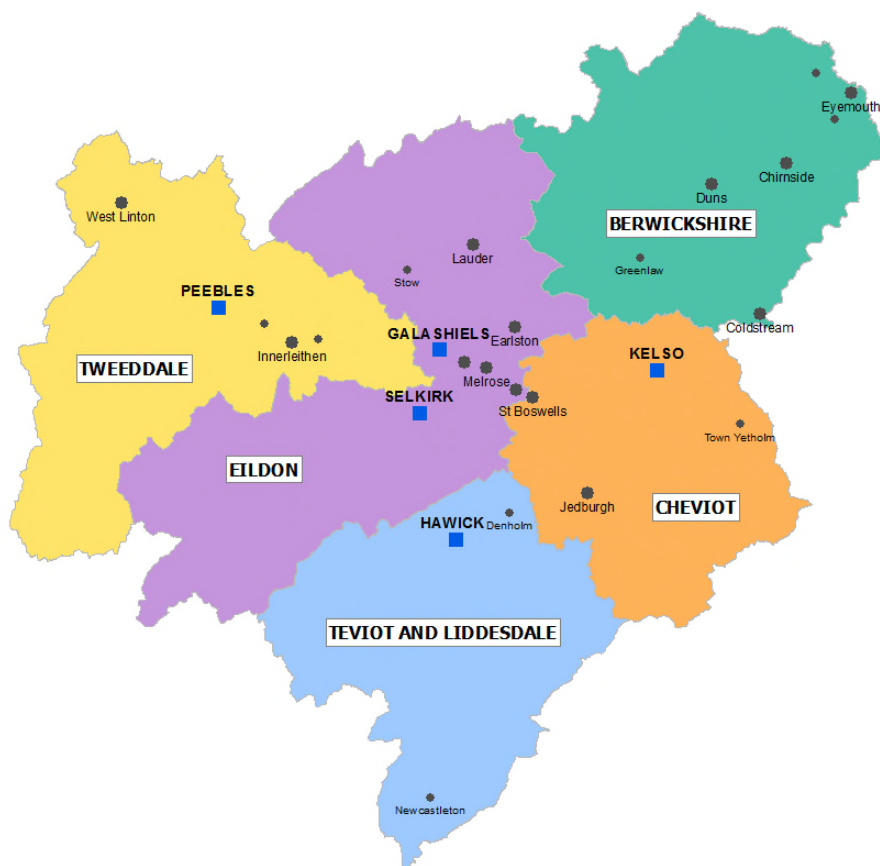 Eyemouth
Chirnside
Duns
West Linton
BERWICKSHIRE
Lauder
Greenlaw
Stow
PEEBLES
Coldstream
GALASHIELS
Earlston
Innerleithen
KELSO
TWEEDDALE
Melrose
SELKIRK
St Boswells
Town Yetholm
EILDON
Jedburgh
CHEVIOT
HAWICK
Denholm
TEVIOT AND LIDDESDALE
Newcastleton